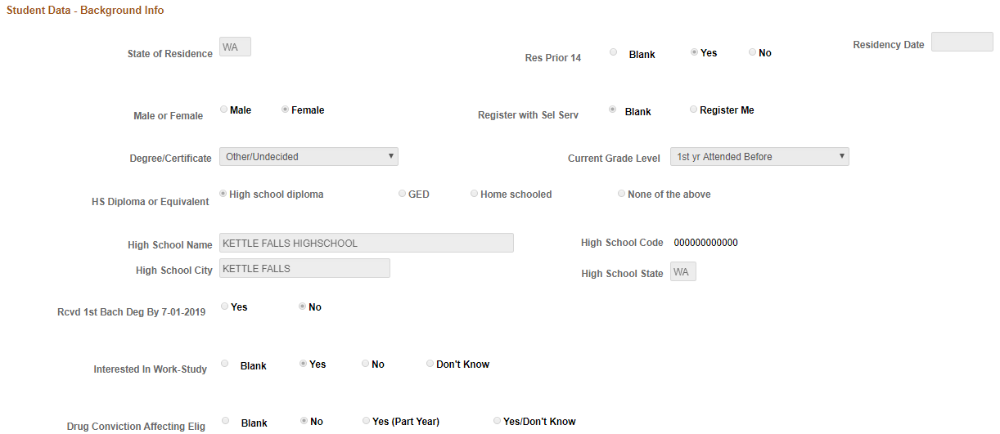 Student Data - Background Info
State of Residence WA Res Prior 14 Blank Yes No Residency Date
Male or Female Male Female Register with Sel Serv Blank Register Me
Degree/Certificate Other/Undecided Current Grade Level 1st yr Attended Before
HS Diploma or Equivalent High school diploma GED Home schooled None of the above
High School Name KETTLE FALLS HIGHSCHOOL High School Code 000000000000
High School City KETTLE FALLS High School State WA
Rcvd 1st Bach Deg By 7-01-2019 Yes No
Interested In Work-Study Blank Yes No Don't Know
Drug Conviction Affecting Elig Blank No Yes (Part Year) Yes/Don't Know